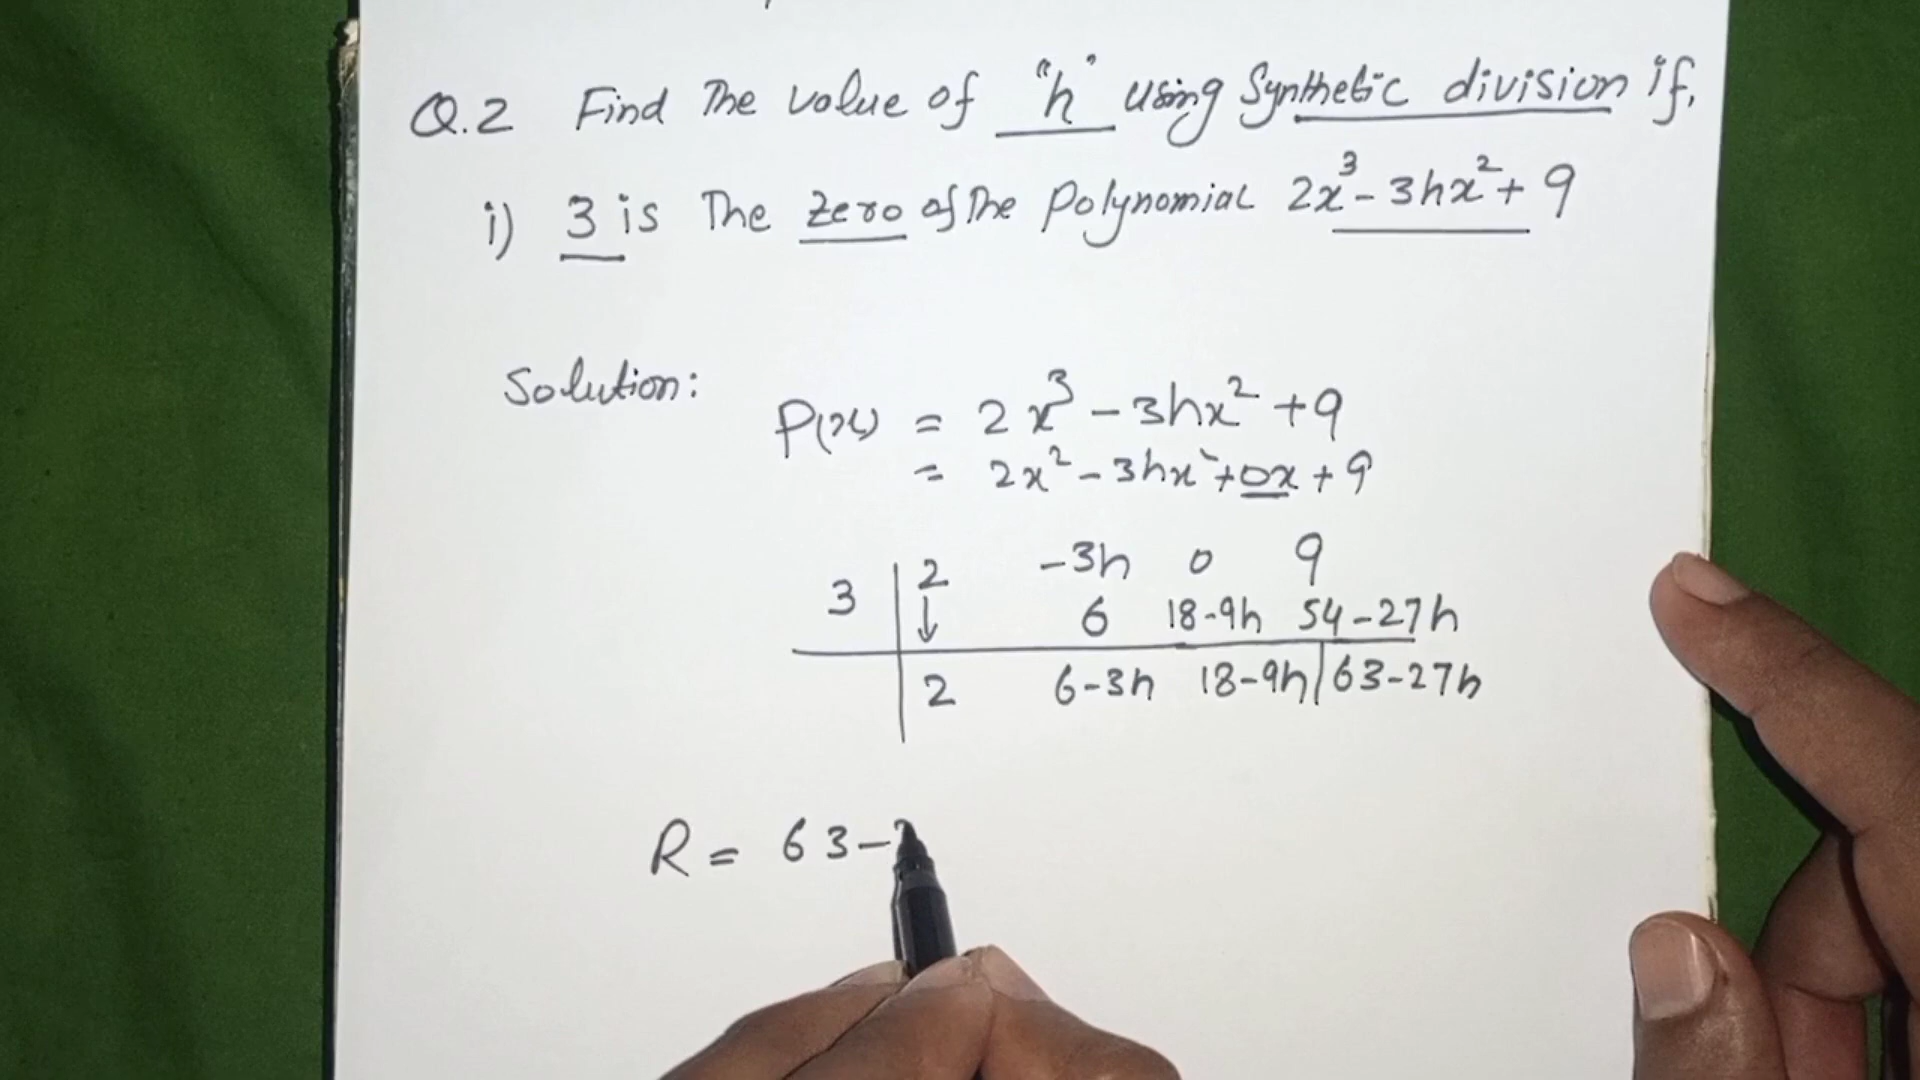 Q.2 Find The value of "h" using Synthetic division if,
i) 3 is The Zero of The Polynomial 2x³-3hx²+9
Solution:
P(x) = 2x³-3hx²+9
= 2x²-3hx²+0x+9
3 | 2 -3h 0 9
↓ 6 18-9h 54-27h
2 6-3h 18-9h | 63-27h
R = 63-